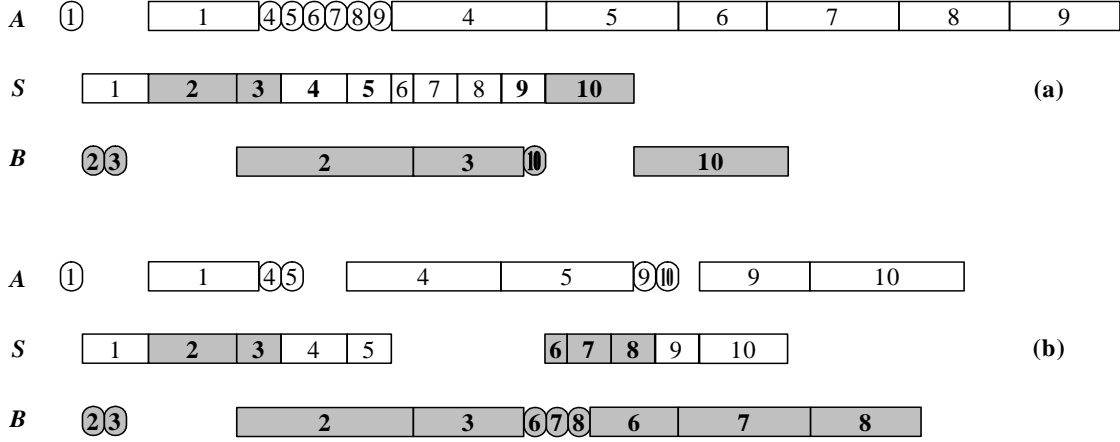 A 1 1 4 5 6 7 8 9 4 5 6 7 8 9
S 1 2 3 4 5 6 7 8 9 10 (a)
B 2 3 2 3 10 10
A 1 1 4 5 4 5 9 10 9 10
S 1 2 3 4 5 6 7 8 9 10 (b)
B 2 3 2 3 6 7 8 6 7 8